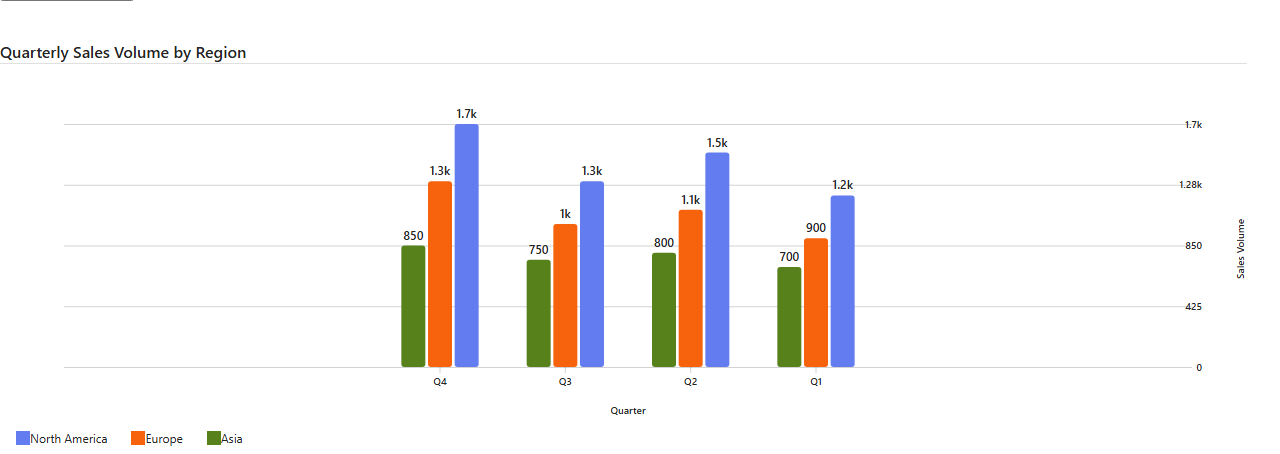 Quarterly Sales Volume by Region
1.7k
1.7k
1.5k
1.3k
1.3k
1.2k
1.28k
1k
1.1k
900
850
750
800
700
850
Sales Volume
425
0
Q4
Q3
Q2
Q1
Quarter
North America
Europe
Asia